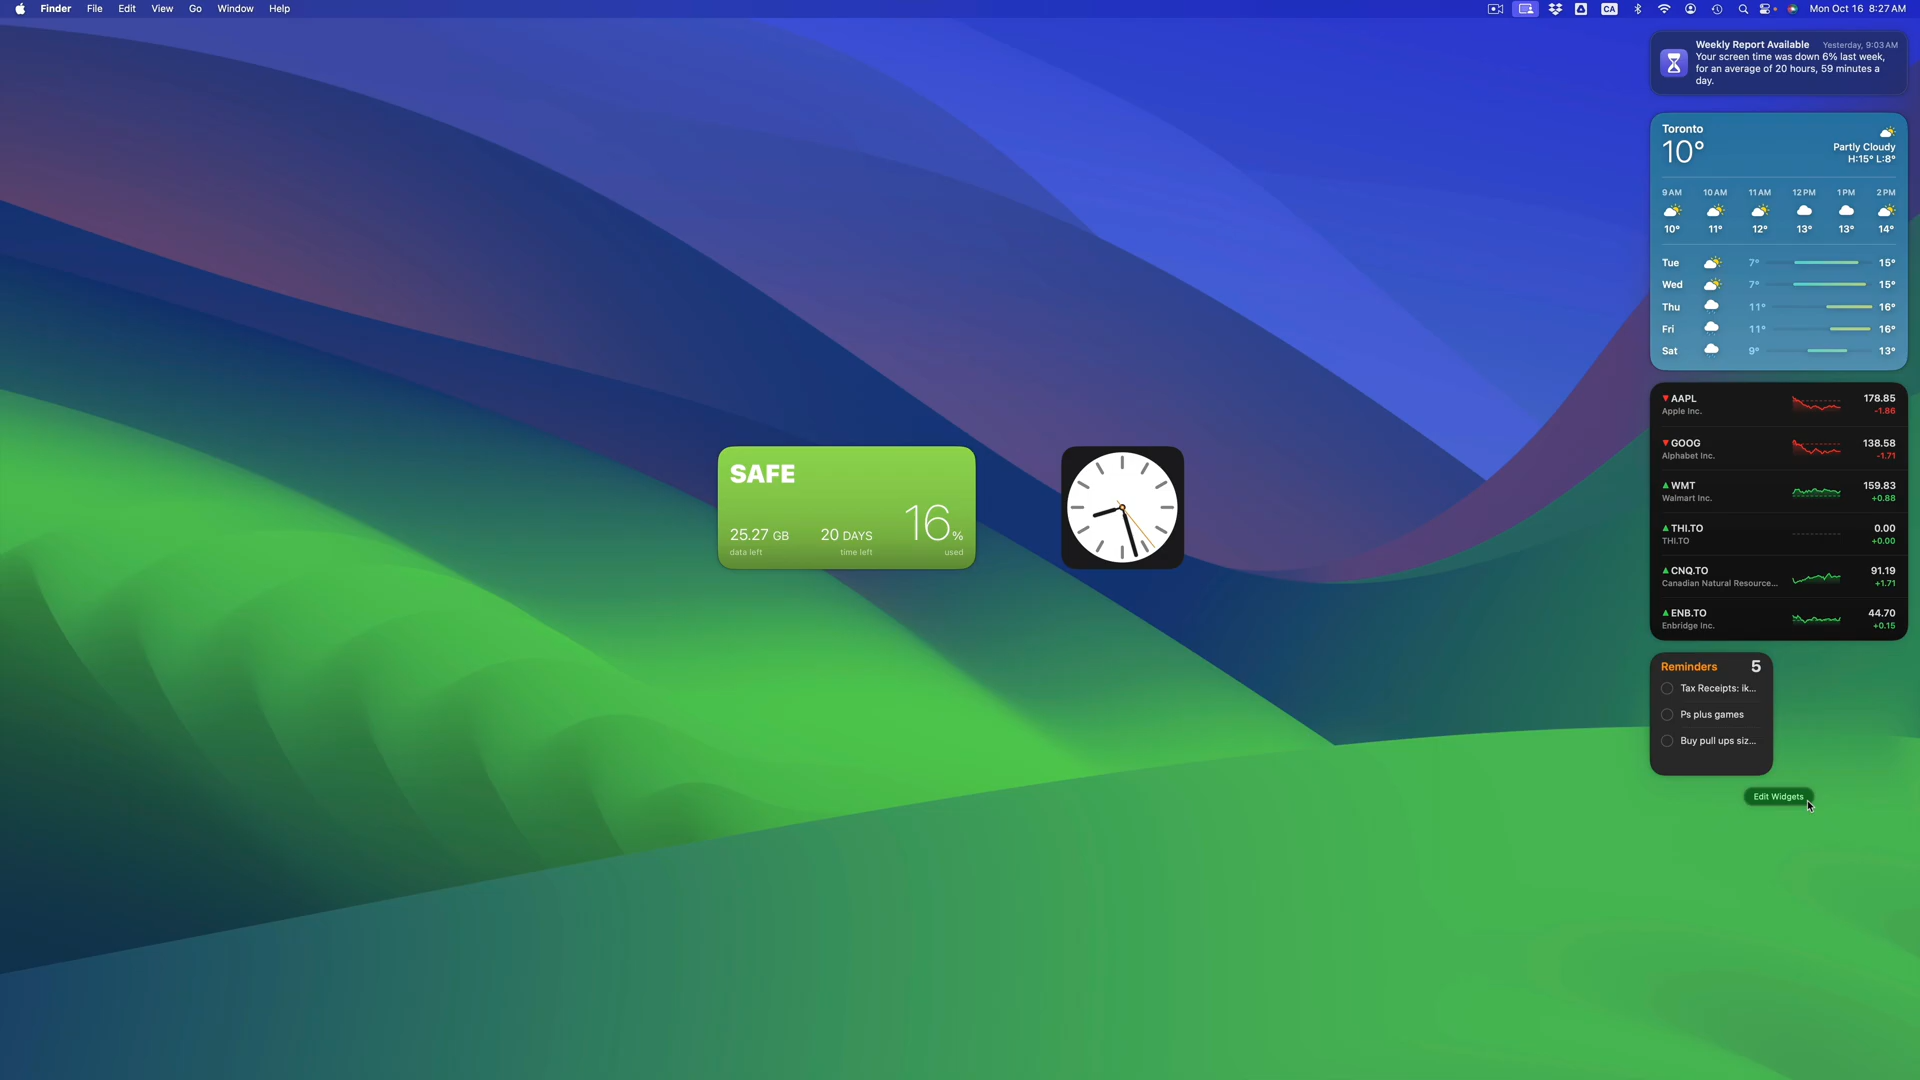 Finder File Edit View Go Window Help
CA Mon Oct 16 8:27 AM
Weekly Report Available Yesterday, 9:03 AM
Your screen time was down 6% last week,
for an average of 20 hours, 59 minutes a
day.
Toronto
10°
Partly Cloudy
H:15° L:8°
9 AM 10 AM 11 AM 12 PM 1 PM 2 PM
10° 11° 12° 13° 13° 14°
Tue 7° 15°
Wed 7° 15°
Thu 11° 16°
Fri 11° 16°
Sat 9° 13°
AAPL 178.85
Apple Inc. -1.86
GOOG 138.58
Alphabet Inc. -1.71
WMT 159.83
Walmart Inc. +0.88
THI.TO 0.00
THI.TO +0.00
CNQ.TO 91.19
Canadian Natural Resource... +1.71
ENB.TO 44.70
Enbridge Inc. +0.15
SAFE
25.27 GB 20 DAYS 16%
data left time left used
Reminders 5
Tax Receipts: ik...
Ps plus games
Buy pull ups siz...
Edit Widgets